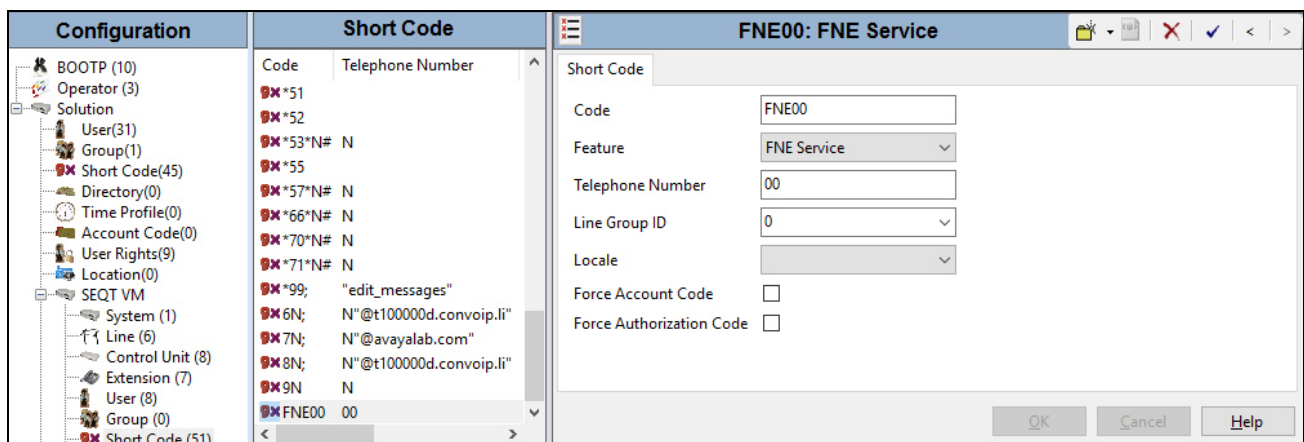 Configuration
BOOTP (10)
Operator (3)
Solution
User(31)
Group(1)
Short Code(45)
Directory(0)
Time Profile(0)
Account Code(0)
User Rights(9)
Location(0)
SEQT VM
System (1)
Line (6)
Control Unit (8)
Extension (7)
User (8)
Group (0)
Short Code (51)
Short Code
Code Telephone Number
*51
*52
*53*N# N
*55
*57*N# N
*66*N# N
*70*N# N
*71*N# N
*99; "edit_messages"
6N; N"@t100000d.convoip.li"
7N; N"@avayalab.com"
8N; N"@t100000d.convoip.li"
9N N
FNE00 00
FNE00: FNE Service
Short Code
Code FNE00
Feature FNE Service
Telephone Number 00
Line Group ID 0
Locale
Force Account Code
Force Authorization Code
OK Cancel Help